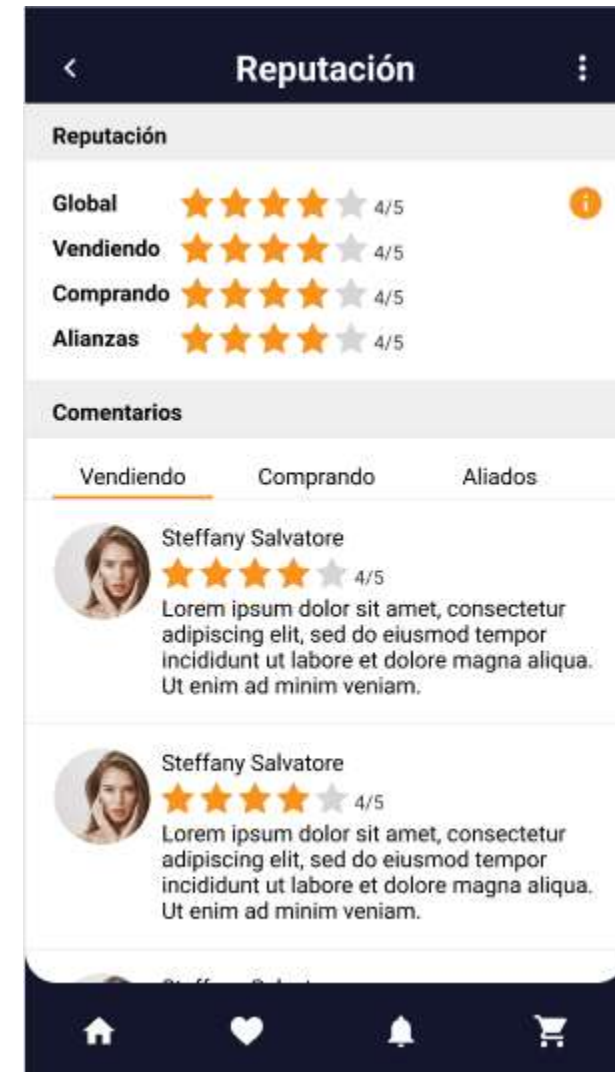 Reputación
Reputación
Global 4/5
Vendiendo 4/5
Comprando 4/5
Alianzas 4/5
Comentarios
Vendiendo Comprando Aliados
Steffany Salvatore
4/5
Lorem ipsum dolor sit amet, consectetur
adipiscing elit, sed do eiusmod tempor
incididunt ut labore et dolore magna aliqua.
Ut enim ad minim veniam.
Steffany Salvatore
4/5
Lorem ipsum dolor sit amet, consectetur
adipiscing elit, sed do eiusmod tempor
incididunt ut labore et dolore magna aliqua.
Ut enim ad minim veniam.